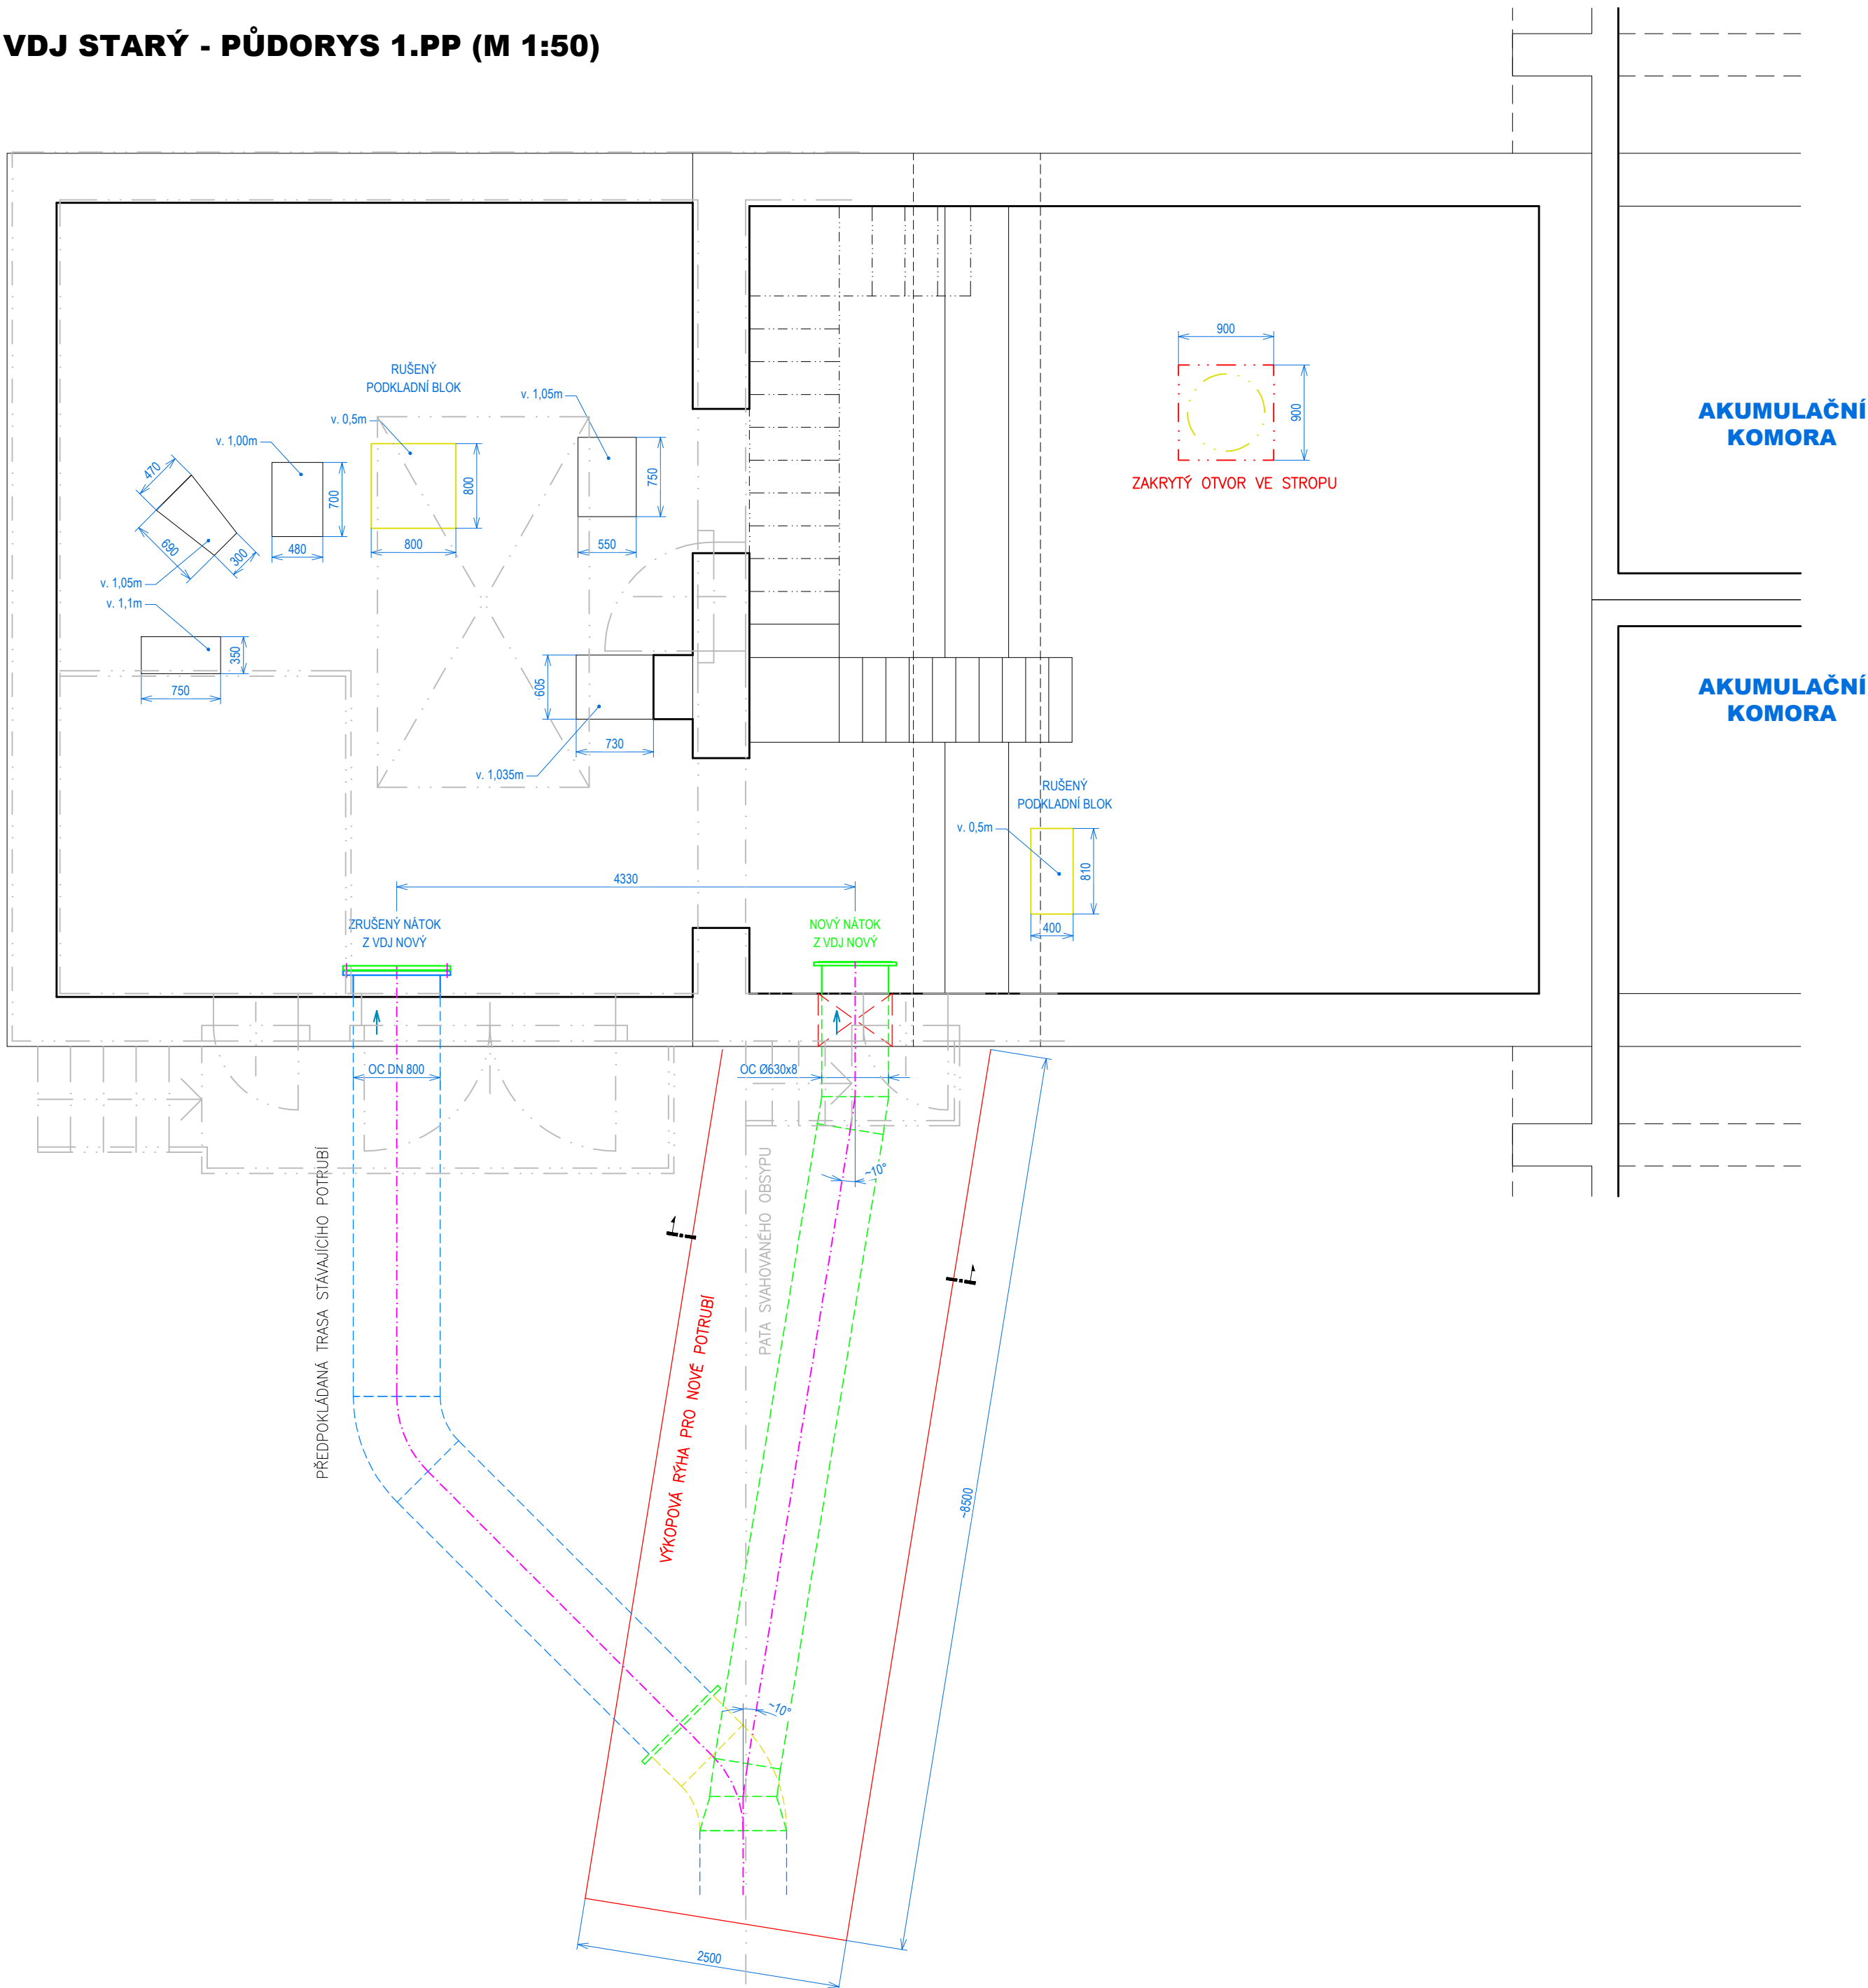 VDJ STARÝ - PŮDORYS 1.PP (M 1:50)
900
900
ZAKRYTÝ OTVOR VE STROPU
AKUMULAČNÍ
KOMORA
RUŠENÝ
PODKLADNÍ BLOK
v. 0,5m
800
800
v. 1,05m
750
550
v. 1,00m
700
480
470
690
300
v. 1,05m
v. 1,1m
350
750
605
730
v. 1,035m
AKUMULAČNÍ
KOMORA
RUŠENÝ
PODKLADNÍ BLOK
v. 0,5m
810
400
4330
ZRUŠENÝ NÁTOK
Z VDJ NOVÝ
NOVÝ NÁTOK
Z VDJ NOVÝ
OC DN 800
OC Ø630x8
~10°
PŘEDPOKLÁDANÁ TRASA STÁVAJÍCÍHO POTRUBÍ
PATA SVAHOVANÉHO OBSYPU
VÝKOPOVÁ RÝHA PRO NOVÉ POTRUBÍ
1
1
~8500
~10°
2500